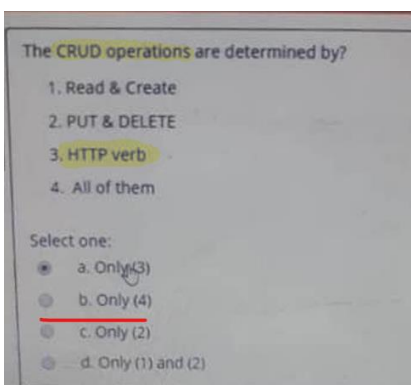 The CRUD operations are determined by?
1. Read & Create
2. PUT & DELETE
3. HTTP verb
4. All of them
Select one:
a. Only (3)
b. Only (4)
c. Only (2)
d. Only (1) and (2)